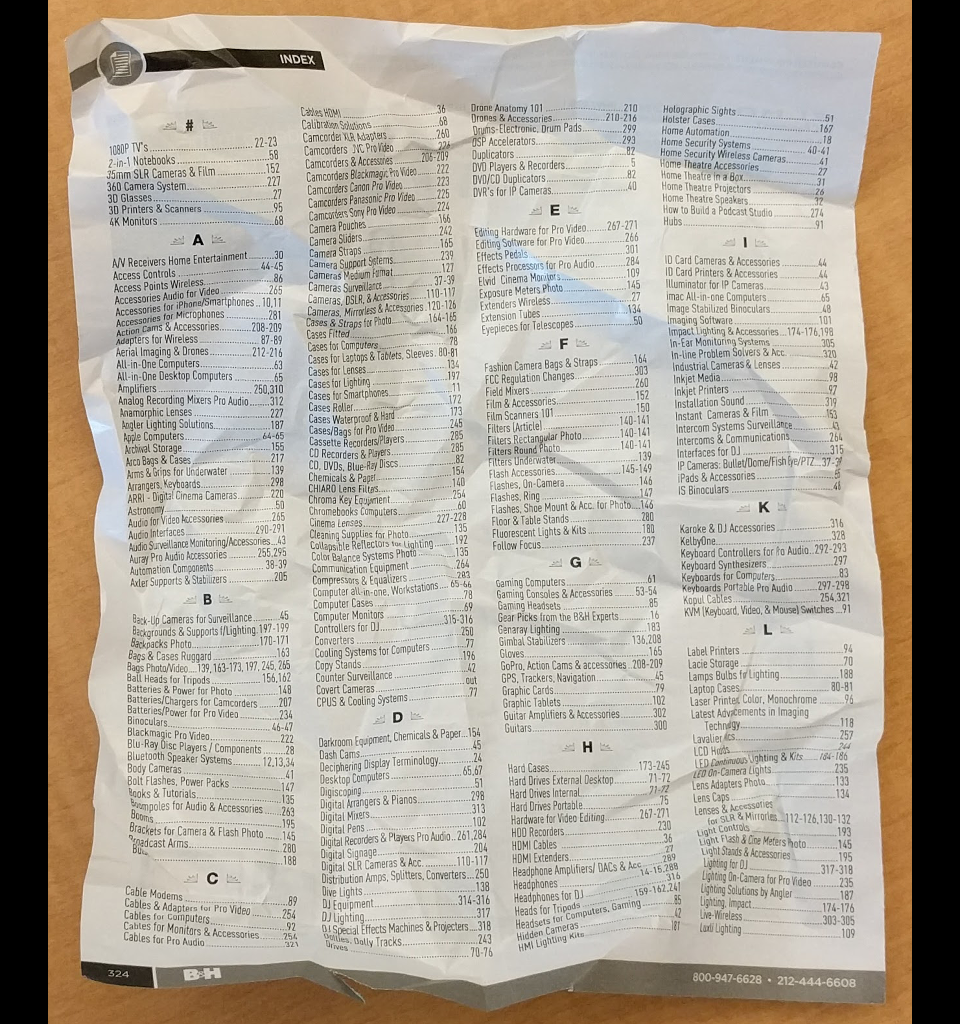 INDEX
#
1080P TV's 22-23
2-in-1 Notebooks 58
35mm SLR Cameras & Film 152
360 Camera System 227
3D Glasses 27
3D Printers & Scanners 95
4K Monitors 68
A
A/V Receivers Home Entertainment 30
Access Controls 44-45
Access Points Wireless 86
Accessories Audio for Video 265
Accessories for iPhone/Smartphones 10,11
Accessories for Microphones 281
Action Cams & Accessories 208-209
Adapters for Wireless 87-89
Aerial Imaging & Drones 212-216
All-in-One Computers 63
All-in-One Desktop Computers 65
Amplifiers 250,310
Analog Recording Mixers Pro Audio 312
Anamorphic Lenses 227
Angler Lighting Solutions 187
Apple Computers 64-65
Archival Storage 155
Arco Bags & Cases 217
Arms & Grips for Underwater 139
Arrangers, Keyboards 298
ARRI - Digital Cinema Cameras 220
Astronomy 50
Audio for Video Accessories 265
Audio Interfaces 290-291
Audio Surveillance Monitoring/Accessories 43
Auray Pro Audio Accessories 255,295
Automation Components 38-39
Axler Supports & Stabilizers 205
B
Back-Up Cameras for Surveillance 45
Backgrounds & Supports f/Lighting 197-199
Backpacks Photo 170-171
Bags & Cases Ruggard 163
Bags Photo/Video 139, 163-173, 197, 245, 265
Ball Heads for Tripods 156,162
Batteries & Power for Photo 148
Batteries/Chargers for Camcorders 207
Batteries/Power for Pro Video 234
Binoculars 46-47
Blackmagic Pro Video 222
Blu-Ray Disc Players / Components 28
Bluetooth Speaker Systems 12,13,34
Body Cameras 41
Bolt Flashes, Power Packs 147
Books & Tutorials 135
Boompoles for Audio & Accessories 263
Booms 195
Brackets for Camera & Flash Photo 145
Broadcast Arms 280
188
C
Cable Modems 89
Cables & Adapters for Pro Video 254
Cables for Computers 92
Cables for Monitors & Accessories 254
Cables for Pro Audio 321
Cables HDMI 36
Calibration Solutions 68
Camcorder XLR Adapters 260
Camcorders JVC Pro Video 226
Camcorders & Accessories 206-209
Camcorders Blackmagic Pro Video 222
Camcorders Canon Pro Video 223
Camcorders Panasonic Pro Video 225
Camcorders Sony Pro Video 224
Camera Pouches 166
Camera Sliders 242
Camera Straps 165
Camera Support Systems 239
Cameras Medium Format 127
Cameras Surveillance 37-39
Cameras, DSLR, & Accessories 110-117
Cameras, Mirrorless & Accessories 120-126
Cases & Straps for Photo 164-165
Cases Fitted 166
Cases for Computers 78
Cases for Laptops & Tablets, Sleeves 80-81
Cases for Lenses 134
Cases for Lighting 197
Cases for Smartphones 11
Cases Roller 172
Cases Waterproof & Hard 173
Cases/Bags for Pro Video 245
Cassette Recorders/Players 285
CD Recorders & Players 285
CD, DVDs, Blue-Ray Discs 82
Chemicals & Paper 154
CHIARO Lens Filters 140
Chroma Key Equipment 254
Chromebooks Computers 60
Cinema Lenses 227-228
Cleaning Supplies for Photo 135
Collapsible Reflectors for Lighting 192
Color Balance Systems Photo 135
Communication Equipment 264
Compressors & Equalizers 283
Computer all-in-one, Workstations 65-66
Computer Cases 78
Computer Monitors 69
Controllers for DJ 315-316
Converters 250
Cooling Systems for Computers 77
Copy Stands 196
Counter Surveillance 42
Covert Cameras out
CPUS & Cooling Systems 77
D
Darkroom Equipment, Chemicals & Paper 154
Dash Cams 45
Deciphering Display Terminology 24
Desktop Computers 65,67
Digiscoping 51
Digital Arrangers & Pianos 298
Digital Mixers 313
Digital Pens 102
Digital Recorders & Players Pro Audio 261,284
Digital Signage 204
Digital SLR Cameras & Acc 110-117
Distribution Amps, Splitters, Converters 250
Dive Lights 138
DJ Equipment 314-316
DJ Lighting 317
DJ Special Effects Machines & Projectors 318
Dollies, Dolly Tracks 243
Drives 70-76
Drone Anatomy 101 210
Drones & Accessories 210-216
Drums-Electronic, Drum Pads 299
DSP Accelerators 293
Duplicators 82
DVD Players & Recorders 5
DVD/CD Duplicators 82
DVR's for IP Cameras 40
E
Editing Hardware for Pro Video 267-271
Editing Software for Pro Video 266
Effects Pedals 301
Effects Processors for Pro Audio 284
Elvid Cinema Monitors 109
Exposure Meters Photo 145
Extenders Wireless 27
Extension Tubes 134
Eyepieces for Telescopes 50
F
Fashion Camera Bags & Straps 164
FCC Regulation Changes 303
Field Mixers 260
Film & Accessories 152
Film Scanners 101 150
Filters (Article) 140-141
Filters Rectangular Photo 140-141
Filters Round Photo 140-141
Filters Underwater 139
Flash Accessories 145-149
Flashes, On-Camera 146
Flashes, Ring 147
Flashes, Shoe Mount & Acc. for Photo 146
Floor & Table Stands 280
Fluorescent Lights & Kits 180
Follow Focus 237
G
Gaming Computers 61
Gaming Consoles & Accessories 53-54
Gaming Headsets 85
Gear Picks from the B&H Experts 16
Genaray Lighting 183
Gimbal Stabilizers 136,208
Gloves 165
GoPro, Action Cams & accessories 208-209
GPS, Trackers, Navigation 45
Graphic Cards 79
Graphic Tablets 102
Guitar Amplifiers & Accessories 302
Guitars 300
H
Hard Cases 173-245
Hard Drives External Desktop 71-72
Hard Drives Internal 71-72
Hard Drives Portable 75
Hardware for Video Editing 267-271
HDD Recorders 230
HDMI Cables 36
HDMI Extenders 27
Headphone Amplifiers/ DACs & Acc 289
Headphones 14-15,288
Headphones for DJ 316
Heads for Tripods 159-162,241
Headsets for Computers, Gaming 85
Hidden Cameras 42
HMI Lighting Kits 181
Holographic Sights 51
Holster Cases 167
Home Automation 18
Home Security Systems 40-41
Home Security Wireless Cameras 41
Home Theatre Accessories 27
Home Theatre in a Box 31
Home Theatre Projectors 26
Home Theatre Speakers 32
How to Build a Podcast Studio 274
Hubs 91
I
ID Card Cameras & Accessories 44
ID Card Printers & Accessories 44
Illuminator for IP Cameras 43
imac All-in-one Computers 65
Image Stabilized Binoculars 48
Imaging Software 101
Impact Lighting & Accessories 174-176,198
In-Ear Monitoring Systems 305
In-line Problem Solvers & Acc. 320
Industrial Cameras & Lenses 42
Inkjet Media 98
Inkjet Printers 97
Installation Sound 319
Instant Cameras & Film 153
Intercom Systems Surveillance 43
Intercoms & Communications 264
Interfaces for DJ 315
IP Cameras: Bullet/Dome/Fish Eye/PTZ 37-39
iPads & Accessories
IS Binoculars 48
K
Karoke & DJ Accessories 316
KelbyOne 328
Keyboard Controllers for Pro Audio 292-293
Keyboard Synthesizers 297
Keyboards for Computers 83
Keyboards Portable Pro Audio 297-298
Kopul Cables 254,321
KVM (Keyboard, Video, & Mouse) Switches 91
L
Label Printers 94
Lacie Storage 70
Lamps Bulbs for Lighting 188
Laptop Cases 80-81
Laser Printer, Color, Monochrome 96
Latest Advancements in Imaging
Technology 118
Lavalier 257
LCD 244
LED Continuous Lighting & Kits 184-186
LED On-Camera Lights 235
Lens Adapters Photo 133
Lens Caps 134
Lenses & Accessories
for SLR & Mirrorles 112-126,130-132
Light Controls 193
Light Flash & Cine Meters Photo 145
Light Stands & Accessories 195
Lighting for DJ 317-318
Lighting On-Camera for Pro Video 235
Lighting Solutions by Angler 187
Lighting, Impact 174-176
Live-Wireless 303-305
Luxli Lighting 109
324
B&H
800-947-6628 • 212-444-6608